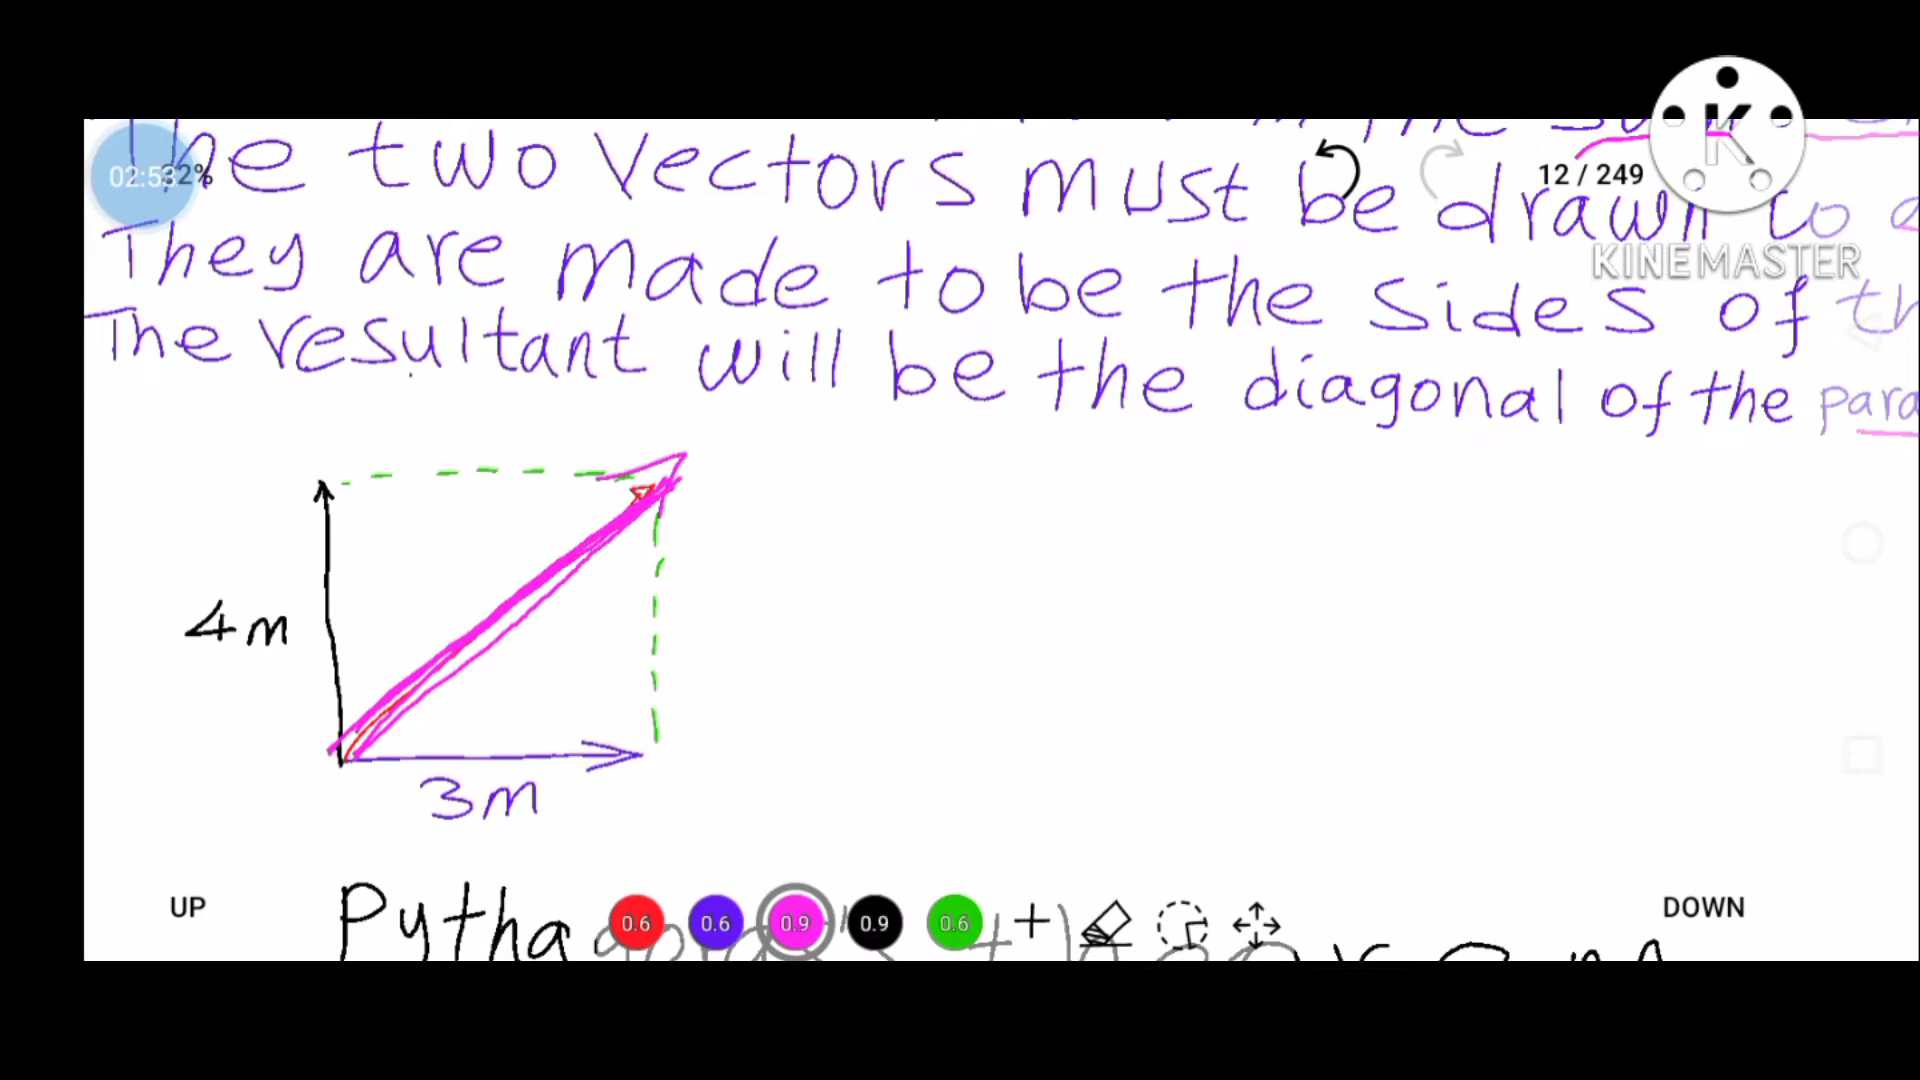 12 / 249
KINEMASTER
The two vectors must be drawn to
They are made to be the sides of
The resultant will be the diagonal of the
4m
3m
UP
DOWN
0.6
0.6
0.9
0.9
0.6